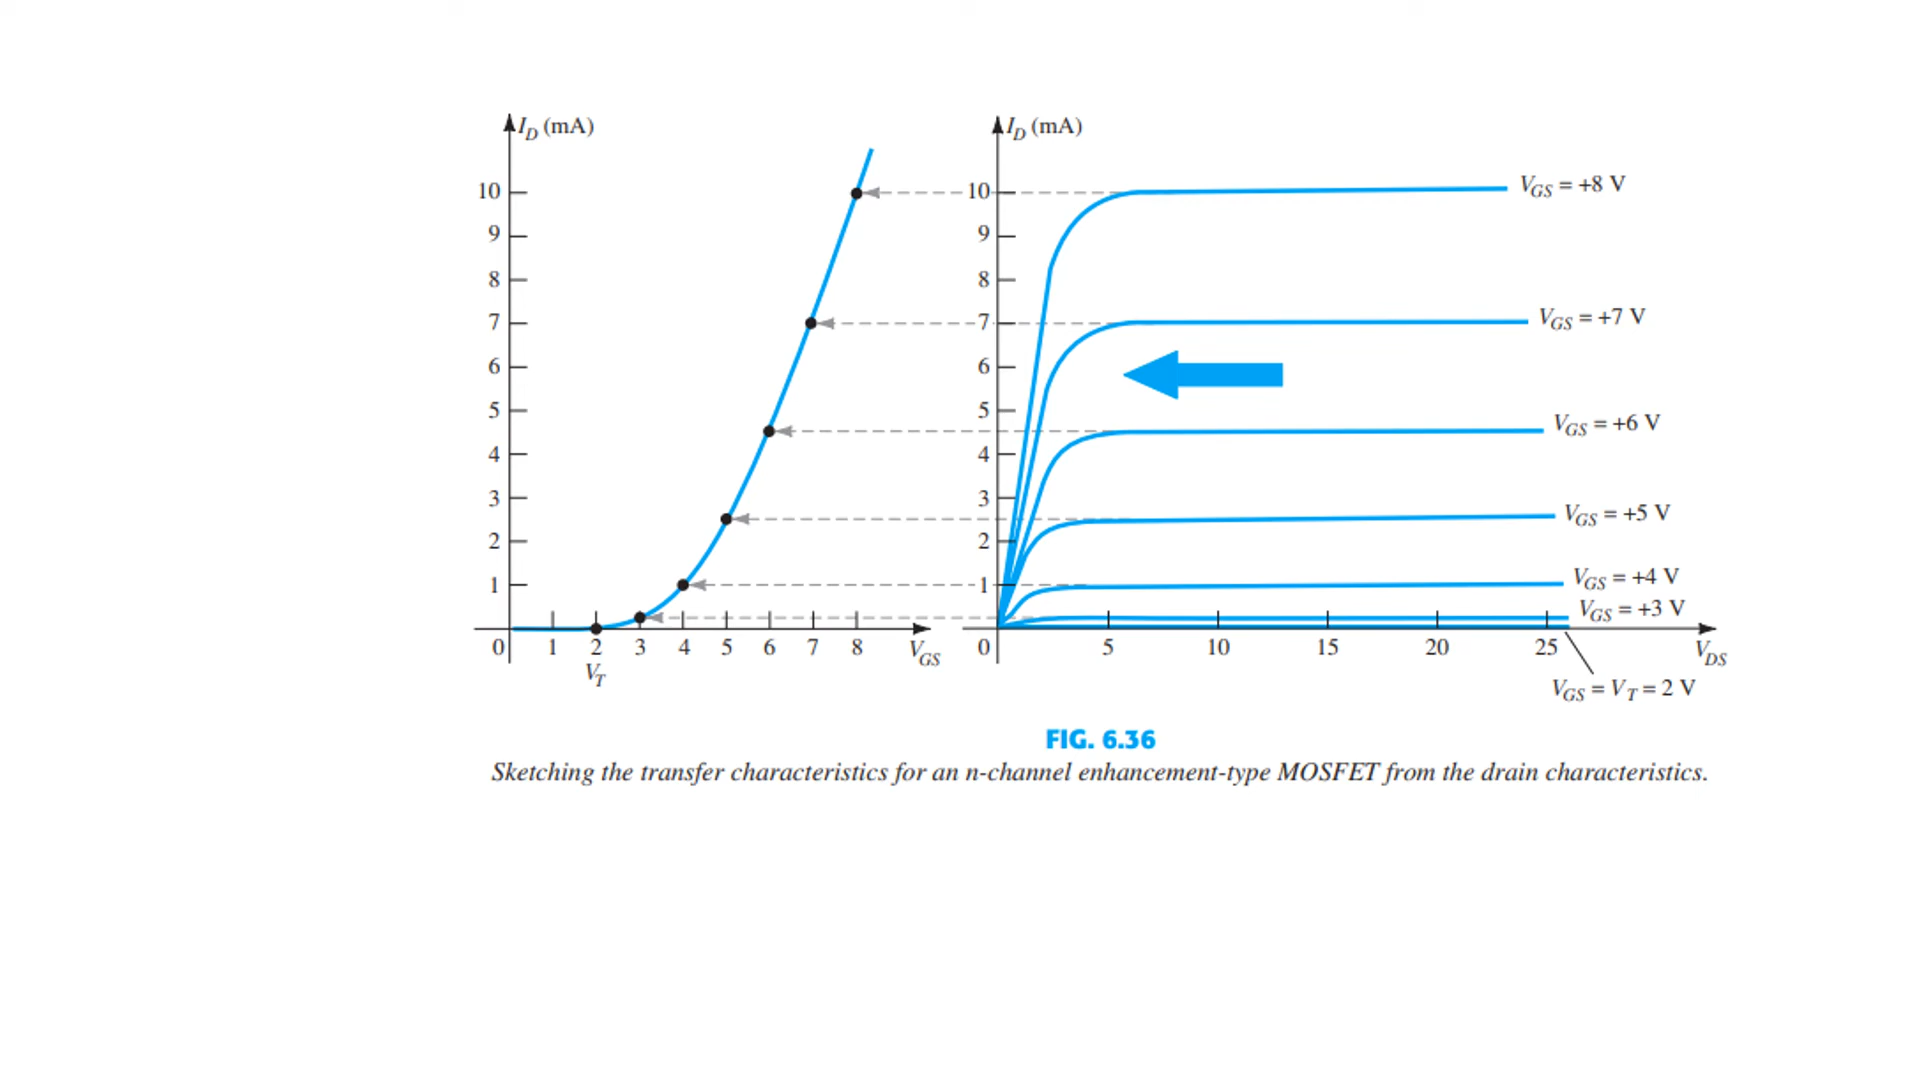 I_D (mA)
10
9
8
7
6
5
4
3
2
1
0 1 2 3 4 5 6 7 8 V_GS
V_T
I_D (mA)
10
9
8
7
6
5
4
3
2
1
0 5 10 15 20 25 V_DS
V_GS = +8 V
V_GS = +7 V
V_GS = +6 V
V_GS = +5 V
V_GS = +4 V
V_GS = +3 V
V_GS = V_T = 2 V
FIG. 6.36
Sketching the transfer characteristics for an n-channel enhancement-type MOSFET from the drain characteristics.